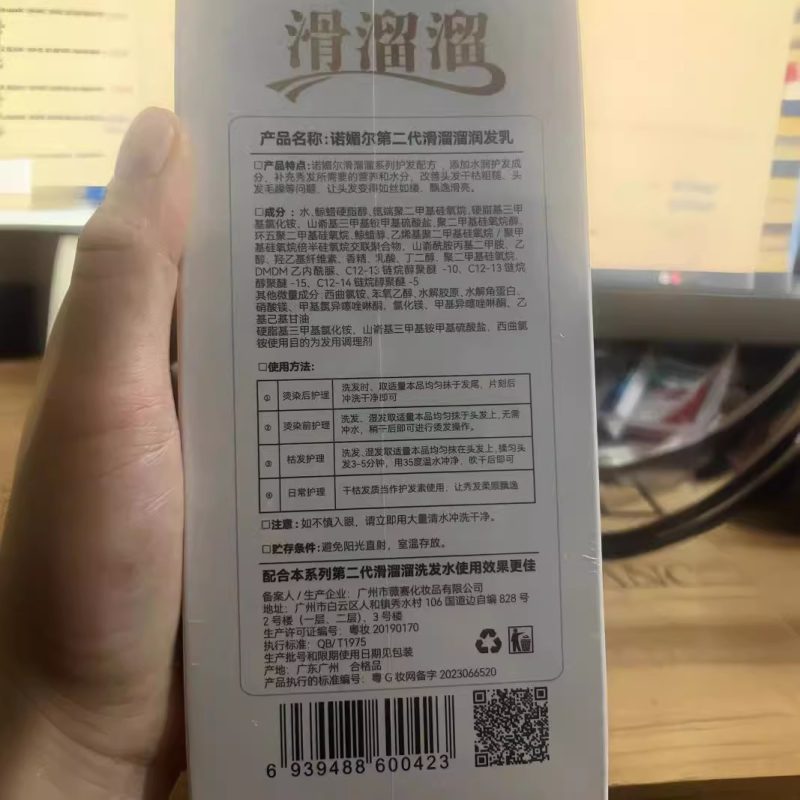 滑溜溜
产品名称:诺媚尔第二代滑溜溜润发乳
□产品特点:诺媚尔滑溜溜系列护发配方，添加水润护发成
分，补充秀发所需要的营养和水分，改善头发干枯粗糙、头
发毛躁等问题，让头发变得如丝如缕，飘逸滑亮。
□成分：水、鲸蜡硬脂醇、氨端聚二甲基硅氧烷、硬脂基三甲
基氯化铵、山嵛基三甲基铵甲基硫酸盐、聚二甲基硅氧烷醇、
环五聚二甲基硅氧烷、鲸蜡醇、乙烯基聚二甲基硅氧烷/聚甲
基硅氧烷倍半硅氧烷交联聚合物、山嵛酰胺丙基二甲胺、乙
醇、羟乙基纤维素、香精、乳酸、丁二醇、聚二甲基硅氧烷、
DMDM 乙内酰脲、C12-13 链烷醇聚醚 -10、C12-13 链烷
醇聚醚 -15、C12-14 链烷醇聚醚 -5
其他微量成分:西曲氯铵、苯氧乙醇、水解胶原、水解角蛋白、
硝酸镁、甲基氯异噻唑啉酮、氯化镁、甲基异噻唑啉酮、乙
基己基甘油
硬脂基三甲基氯化铵、山嵛基三甲基铵甲基硫酸盐、西曲氯
铵使用目的为发用调理剂
□使用方法:
① 烫染后护理 洗发时、取适量本品均匀抹于发尾，片刻后
冲洗干净即可
② 烫染前护理 洗发、湿发取适量本品均匀抹于头发上,无需
冲水，稍干后即可进行烫发操作。
③ 枯发护理 洗发、湿发取适量本品均匀抹在头发上,揉匀头
发3-5分钟，用35度温水冲净、吹干后即可
④ 日常护理 干枯发质当作护发素使用，让秀发柔顺飘逸
□注意:如不慎入眼，请立即用大量清水冲洗干净。
□贮存条件:避免阳光直射，室温存放。
配合本系列第二代滑溜溜洗发水使用效果更佳
备案人/生产企业：广州市薇赛化妆品有限公司
地址：广州市白云区人和镇秀水村 106 国道边自编 828 号
2 号楼（一层、二层）、3 号楼
生产许可证编号：粤妆 20190170
执行标准：QB/T1975
生产批号和限期使用日期见包装
产地：广东广州 合格品
产品执行的标准编号：粤 G 妆网备字 2023066520
6 939488 600423